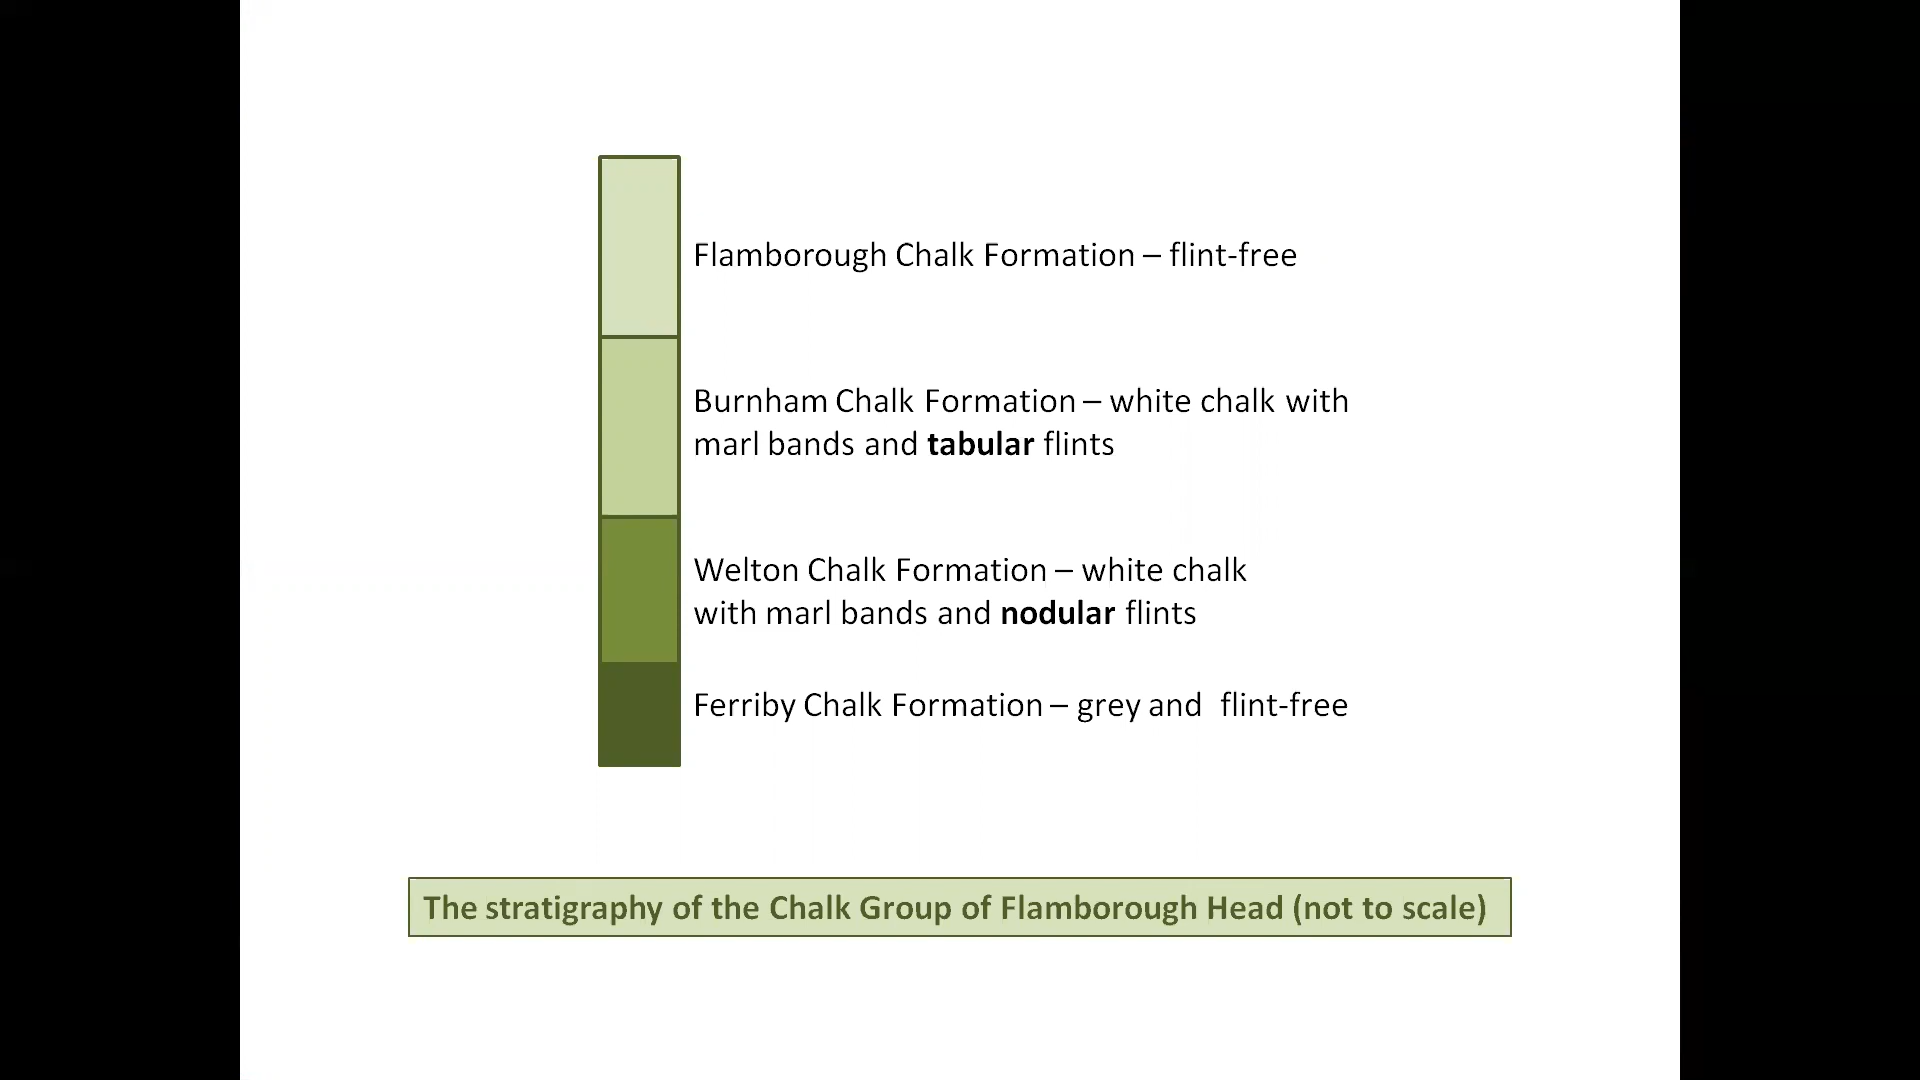 Flamborough Chalk Formation – flint-free
Burnham Chalk Formation – white chalk with
marl bands and tabular flints
Welton Chalk Formation – white chalk
with marl bands and nodular flints
Ferriby Chalk Formation – grey and  flint-free
The stratigraphy of the Chalk Group of Flamborough Head (not to scale)